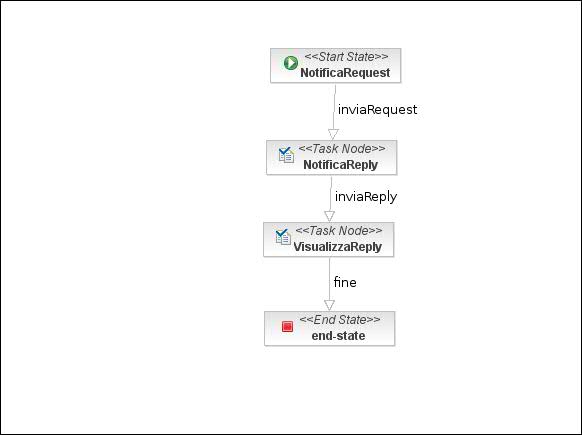 <<Start State>>
NotificaRequest
inviaRequest
<<Task Node>>
NotificaReply
inviaReply
<<Task Node>>
VisualizzaReply
fine
<<End State>>
end-state